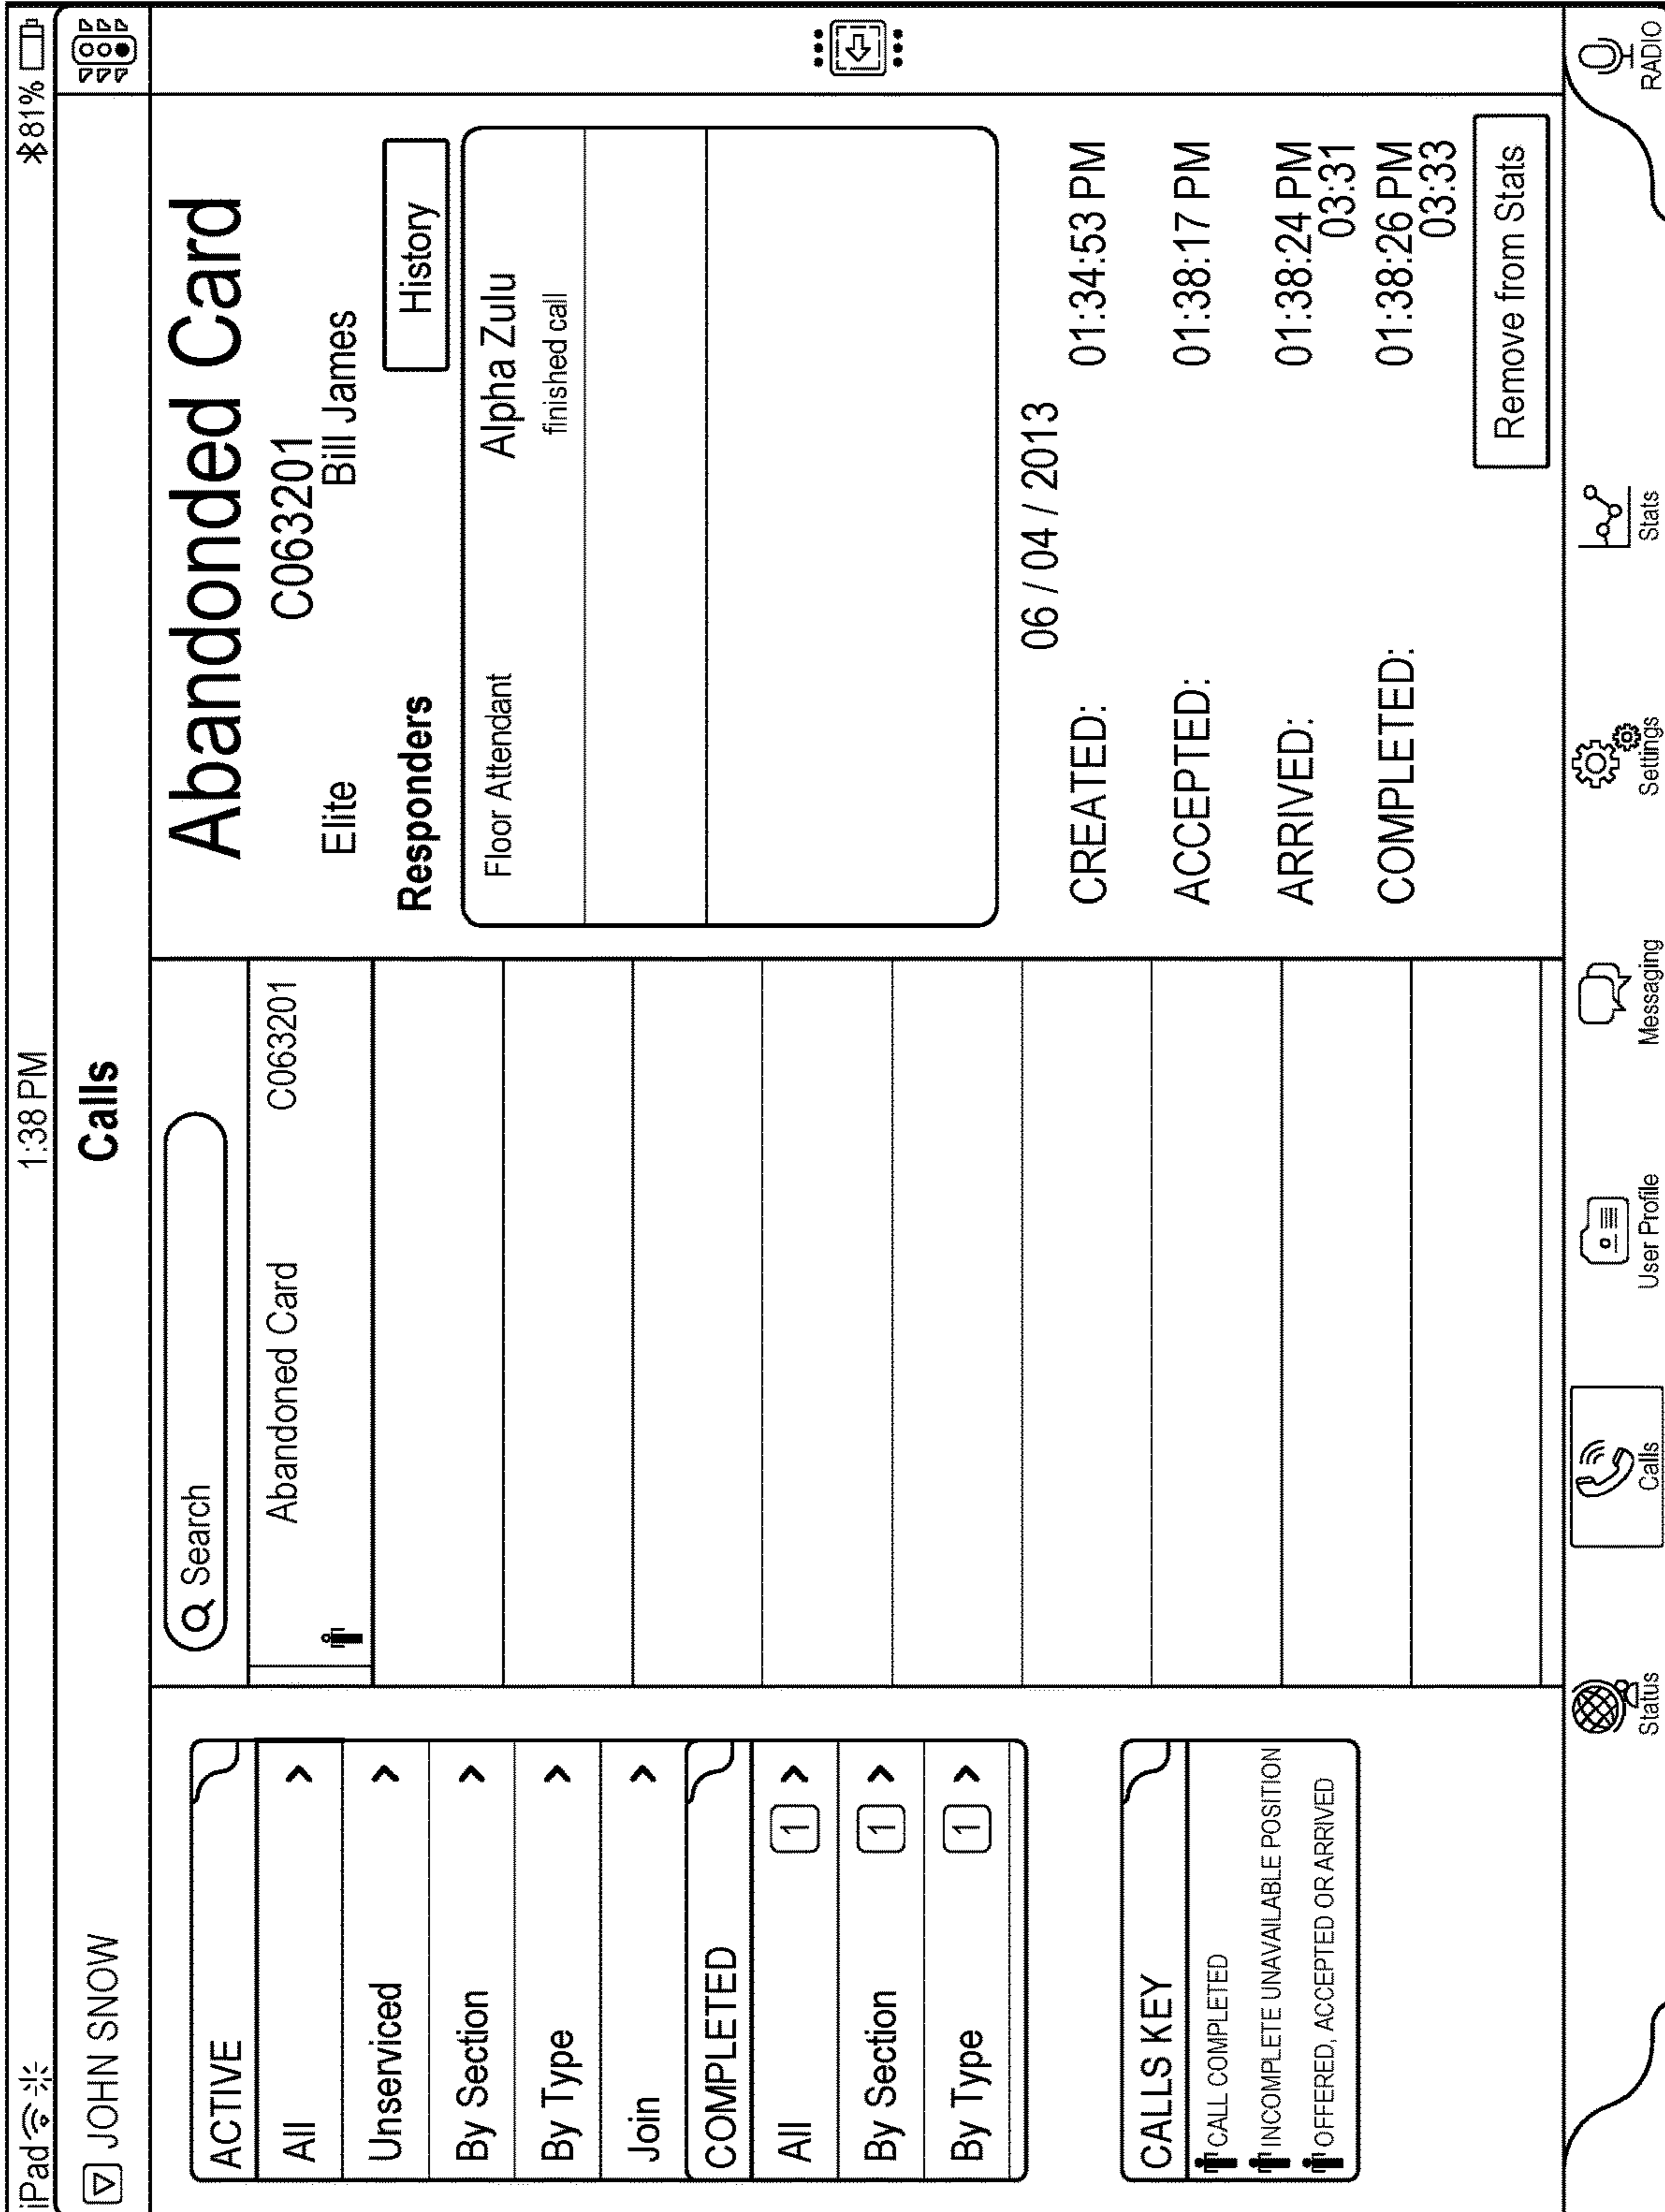 iPad 1:38 PM 81%
JOHN SNOW Calls
ACTIVE
All >
Unserviced >
By Section >
By Type >
Join >
COMPLETED
All 1 >
By Section 1 >
By Type 1 >
CALLS KEY
CALL COMPLETED
INCOMPLETE UNAVAILABLE POSITION
OFFERED, ACCEPTED OR ARRIVED
Search
Abandoned Card C063201
Abandonded Card
C063201
Elite Bill James
Responders History
Floor Attendant Alpha Zulu
finished call
06 / 04 / 2013
CREATED: 01:34:53 PM
ACCEPTED: 01:38:17 PM
ARRIVED: 01:38:24 PM
03:31
COMPLETED: 01:38:26 PM
03:33
Remove from Stats
Status Calls User Profile Messaging Settings Stats RADIO